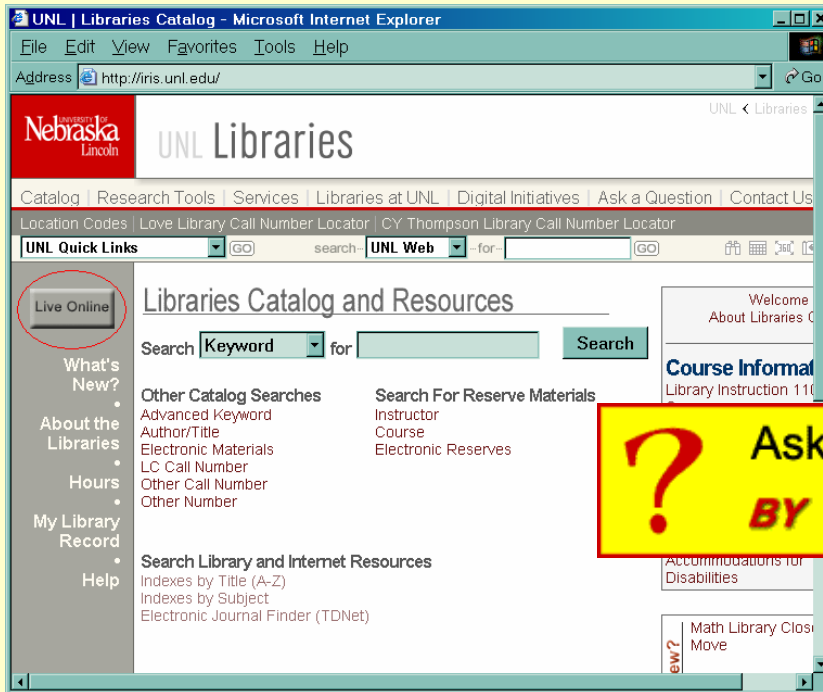 UNL | Libraries Catalog - Microsoft Internet Explorer
File Edit View Favorites Tools Help
Address http://iris.unl.edu/ Go
UNL < Libraries
UNIVERSITY OF
Nebraska
Lincoln
UNL Libraries
Catalog | Research Tools | Services | Libraries at UNL | Digital Initiatives | Ask a Question | Contact Us
Location Codes | Love Library Call Number Locator | CY Thompson Library Call Number Locator
UNL Quick Links GO search- UNL Web -for- GO
Live Online
What's
New?
About the
Libraries
Hours
My Library
Record
Help
Libraries Catalog and Resources
Search Keyword for Search
Other Catalog Searches
Advanced Keyword
Author/Title
Electronic Materials
LC Call Number
Other Call Number
Other Number
Search For Reserve Materials
Instructor
Course
Electronic Reserves
Search Library and Internet Resources
Indexes by Title (A-Z)
Indexes by Subject
Electronic Journal Finder (TDNet)
Welcome
About Libraries
Course Informat
Library Instruction 110
? Ask
BY
Accommodations for
Disabilities
Math Library Clos
Move
ew?